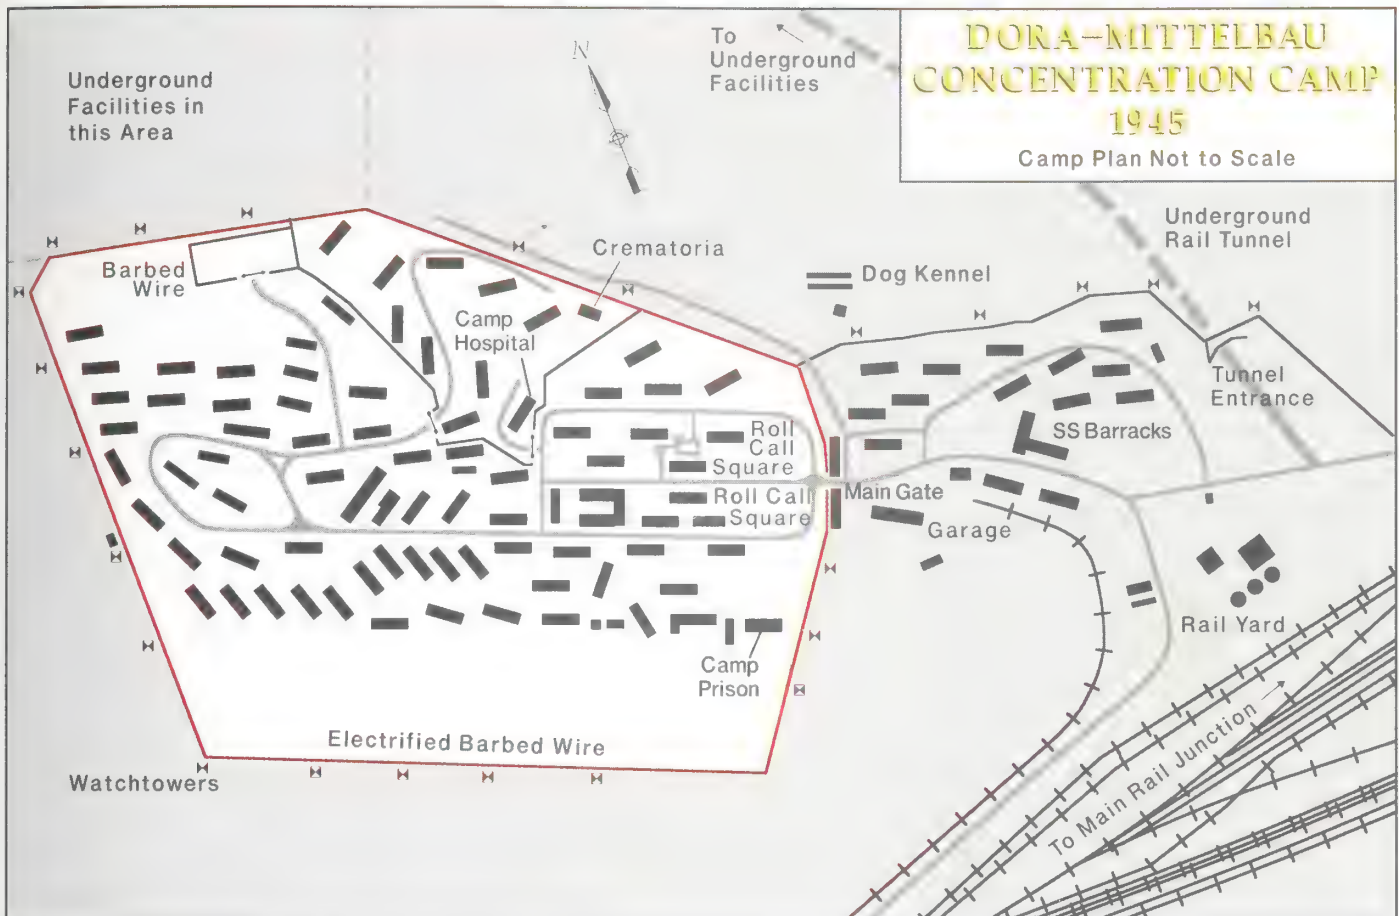 DORA-MITTELBAU
CONCENTRATION CAMP
1945
Camp Plan Not to Scale
To
Underground
Facilities
N
Underground
Facilities in
this Area
Underground
Rail Tunnel
Crematoria
Barbed
Wire
Dog Kennel
Camp
Hospital
Tunnel
Entrance
Roll
Call
Square
SS Barracks
Main Gate
Roll Call
Square
Garage
Rail Yard
Camp
Prison
Electrified Barbed Wire
Watchtowers
To Main Rail Junction